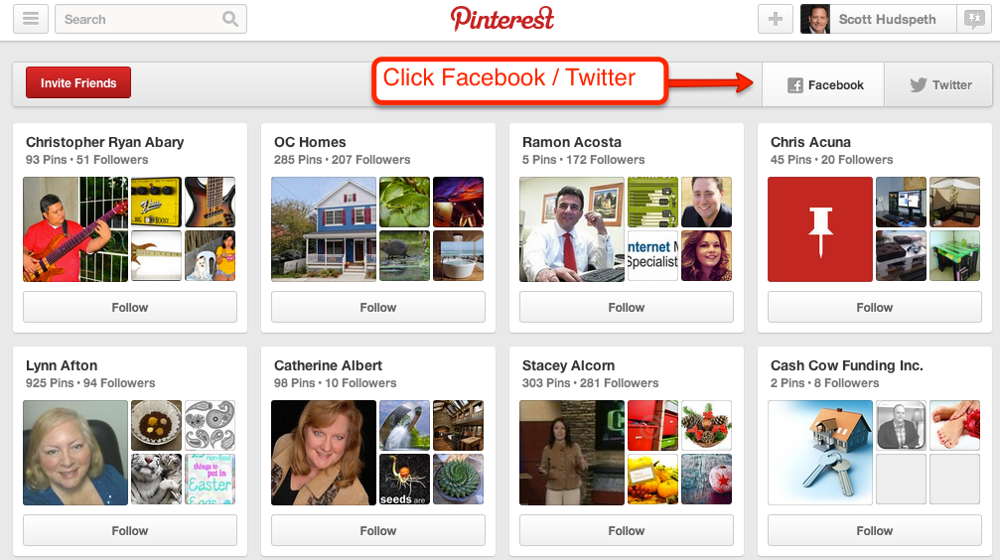 Search
Pinterest
Scott Hudspeth
Invite Friends
Click Facebook / Twitter
Facebook
Twitter
Christopher Ryan Abary
93 Pins • 51 Followers
Follow
OC Homes
285 Pins • 207 Followers
Follow
Ramon Acosta
5 Pins • 172 Followers
nternet M
Specialist
Follow
Chris Acuna
45 Pins • 20 Followers
Follow
Lynn Afton
925 Pins • 94 Followers
non-food
things to
put in
Easter
Eggs
Follow
Catherine Albert
98 Pins • 10 Followers
seeds are
Follow
Stacey Alcorn
303 Pins • 281 Followers
Follow
Cash Cow Funding Inc.
2 Pins • 8 Followers
Follow